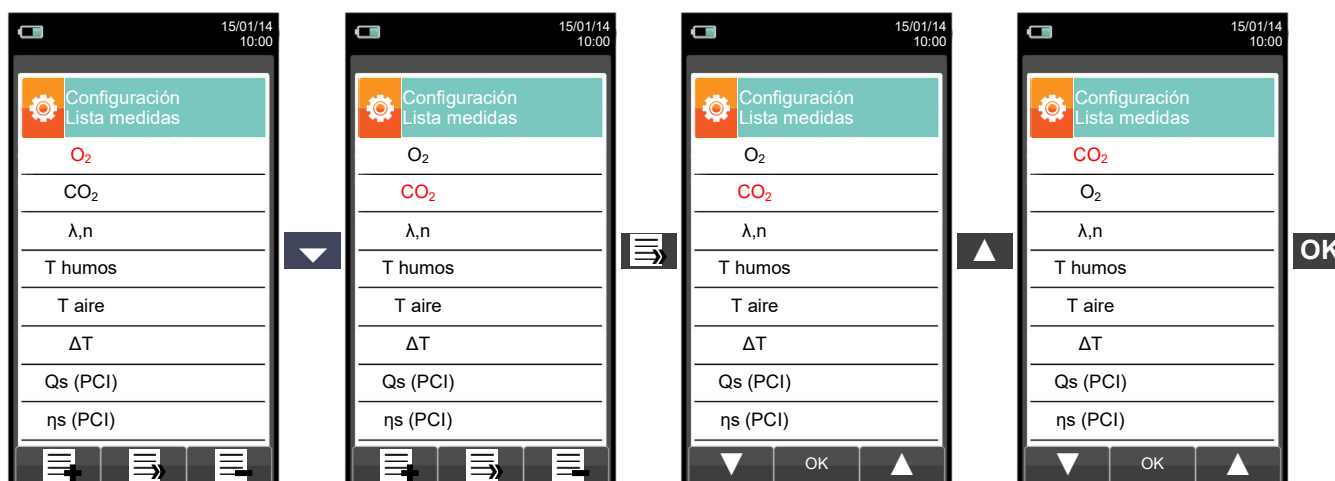 15/01/14
10:00
Configuración
Lista medidas
O₂
CO₂
λ,n
T humos
T aire
ΔT
Qs (PCI)
ηs (PCI)
15/01/14
10:00
Configuración
Lista medidas
O₂
CO₂
λ,n
T humos
T aire
ΔT
Qs (PCI)
ηs (PCI)
15/01/14
10:00
Configuración
Lista medidas
O₂
CO₂
λ,n
T humos
T aire
ΔT
Qs (PCI)
ηs (PCI)
OK
15/01/14
10:00
Configuración
Lista medidas
CO₂
O₂
λ,n
T humos
T aire
ΔT
Qs (PCI)
ηs (PCI)
OK
OK